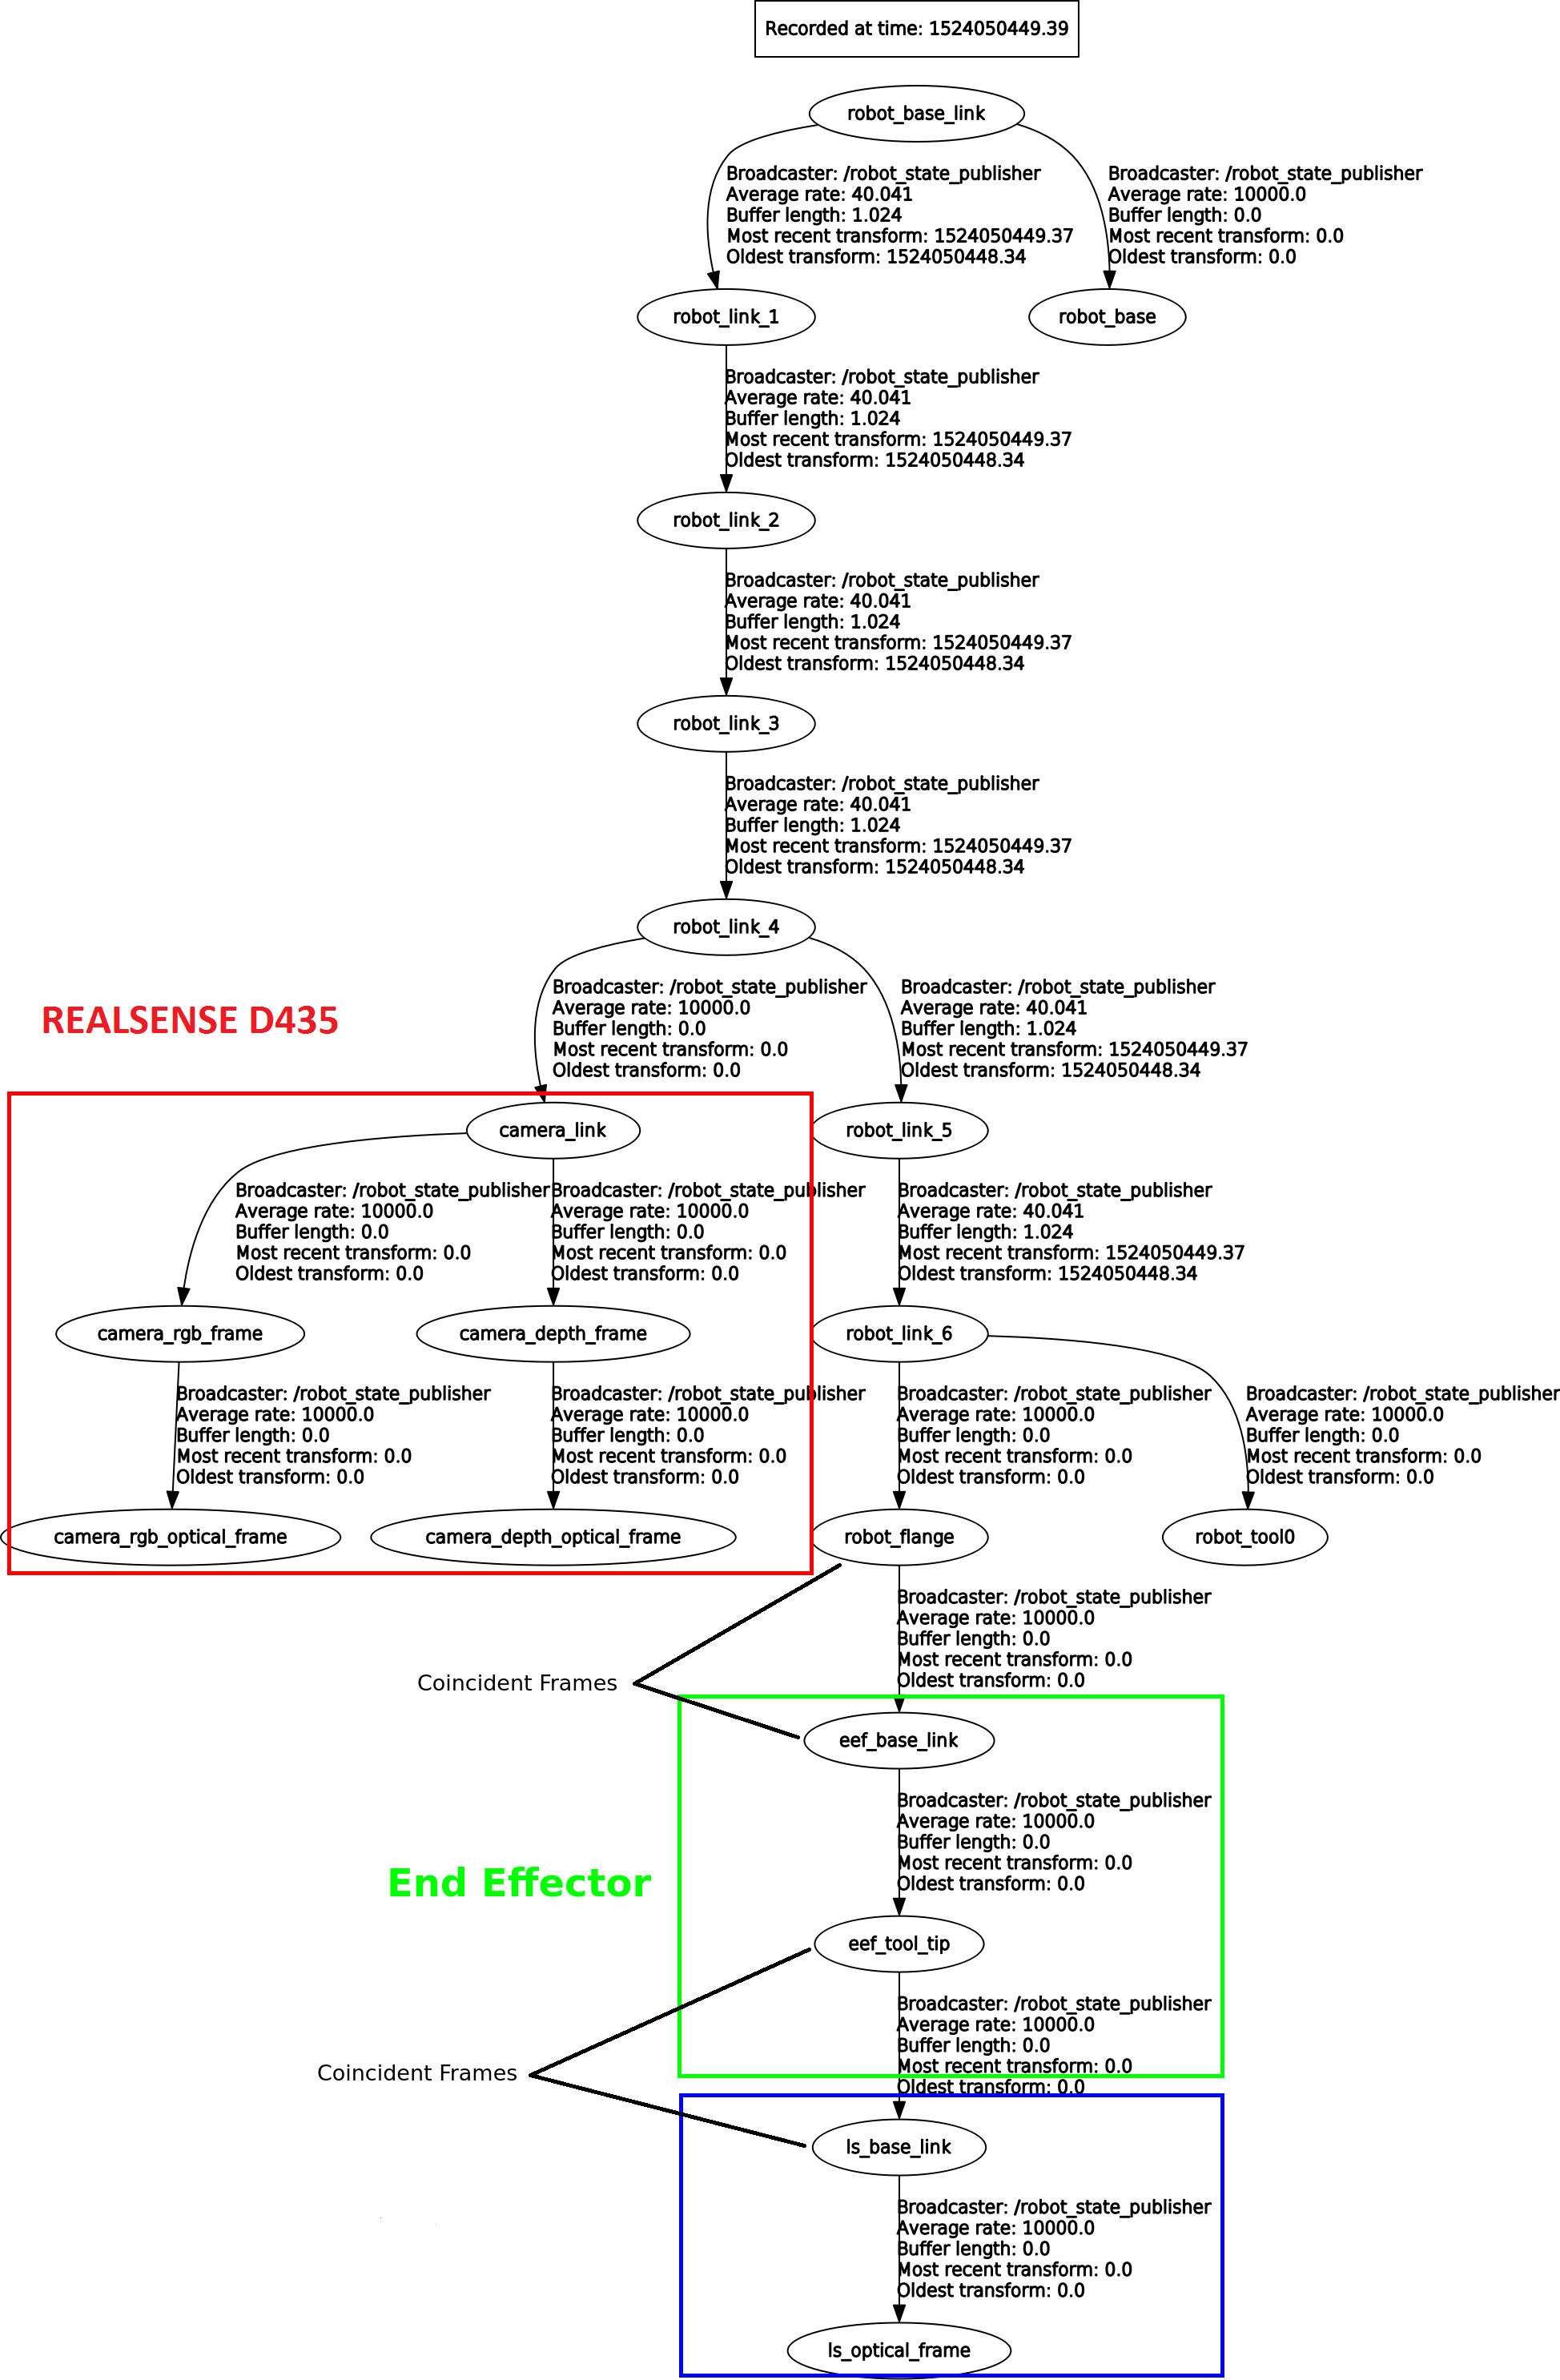 Recorded at time: 1524050449.39
robot_base_link
Broadcaster: /robot_state_publisher
Average rate: 40.041
Buffer length: 1.024
Most recent transform: 1524050449.37
Oldest transform: 1524050448.34
Broadcaster: /robot_state_publisher
Average rate: 10000.0
Buffer length: 0.0
Most recent transform: 0.0
Oldest transform: 0.0
robot_link_1
robot_base
Broadcaster: /robot_state_publisher
Average rate: 40.041
Buffer length: 1.024
Most recent transform: 1524050449.37
Oldest transform: 1524050448.34
robot_link_2
Broadcaster: /robot_state_publisher
Average rate: 40.041
Buffer length: 1.024
Most recent transform: 1524050449.37
Oldest transform: 1524050448.34
robot_link_3
Broadcaster: /robot_state_publisher
Average rate: 40.041
Buffer length: 1.024
Most recent transform: 1524050449.37
Oldest transform: 1524050448.34
robot_link_4
REALSENSE D435
Broadcaster: /robot_state_publisher
Average rate: 10000.0
Buffer length: 0.0
Most recent transform: 0.0
Oldest transform: 0.0
Broadcaster: /robot_state_publisher
Average rate: 40.041
Buffer length: 1.024
Most recent transform: 1524050449.37
Oldest transform: 1524050448.34
camera_link
robot_link_5
Broadcaster: /robot_state_publisher
Average rate: 10000.0
Buffer length: 0.0
Most recent transform: 0.0
Oldest transform: 0.0
Broadcaster: /robot_state_publisher
Average rate: 10000.0
Buffer length: 0.0
Most recent transform: 0.0
Oldest transform: 0.0
Broadcaster: /robot_state_publisher
Average rate: 40.041
Buffer length: 1.024
Most recent transform: 1524050449.37
Oldest transform: 1524050448.34
camera_rgb_frame
camera_depth_frame
robot_link_6
Broadcaster: /robot_state_publisher
Average rate: 10000.0
Buffer length: 0.0
Most recent transform: 0.0
Oldest transform: 0.0
Broadcaster: /robot_state_publisher
Average rate: 10000.0
Buffer length: 0.0
Most recent transform: 0.0
Oldest transform: 0.0
Broadcaster: /robot_state_publisher
Average rate: 10000.0
Buffer length: 0.0
Most recent transform: 0.0
Oldest transform: 0.0
Broadcaster: /robot_state_publisher
Average rate: 10000.0
Buffer length: 0.0
Most recent transform: 0.0
Oldest transform: 0.0
camera_rgb_optical_frame
camera_depth_optical_frame
robot_flange
robot_tool0
Broadcaster: /robot_state_publisher
Average rate: 10000.0
Buffer length: 0.0
Most recent transform: 0.0
Oldest transform: 0.0
Coincident Frames
eef_base_link
Broadcaster: /robot_state_publisher
Average rate: 10000.0
Buffer length: 0.0
Most recent transform: 0.0
Oldest transform: 0.0
End Effector
eef_tool_tip
Broadcaster: /robot_state_publisher
Average rate: 10000.0
Buffer length: 0.0
Most recent transform: 0.0
Oldest transform: 0.0
Coincident Frames
ls_base_link
Broadcaster: /robot_state_publisher
Average rate: 10000.0
Buffer length: 0.0
Most recent transform: 0.0
Oldest transform: 0.0
ls_optical_frame